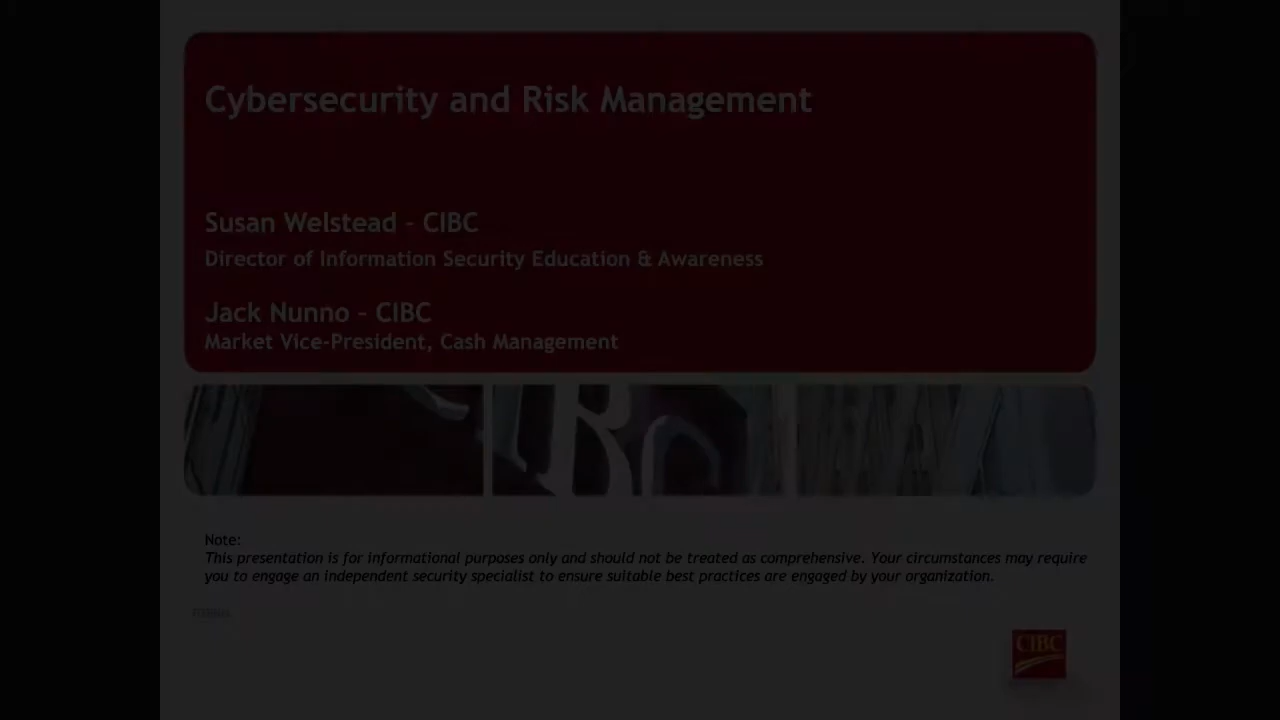 Cybersecurity and Risk Management
Susan Welstead – CIBC
Director of Information Security Education & Awareness
Jack Nunno – CIBC
Market Vice-President, Cash Management
Note:
This presentation is for informational purposes only and should not be treated as comprehensive. Your circumstances may require
you to engage an independent security specialist to ensure suitable best practices are engaged by your organization.
CIBC